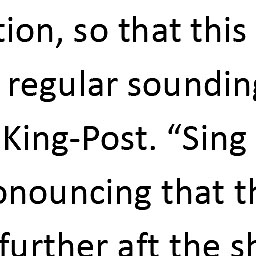 tion, so that this
regular sounding
King-Post. “Sing
onouncing that th
further aft the sh